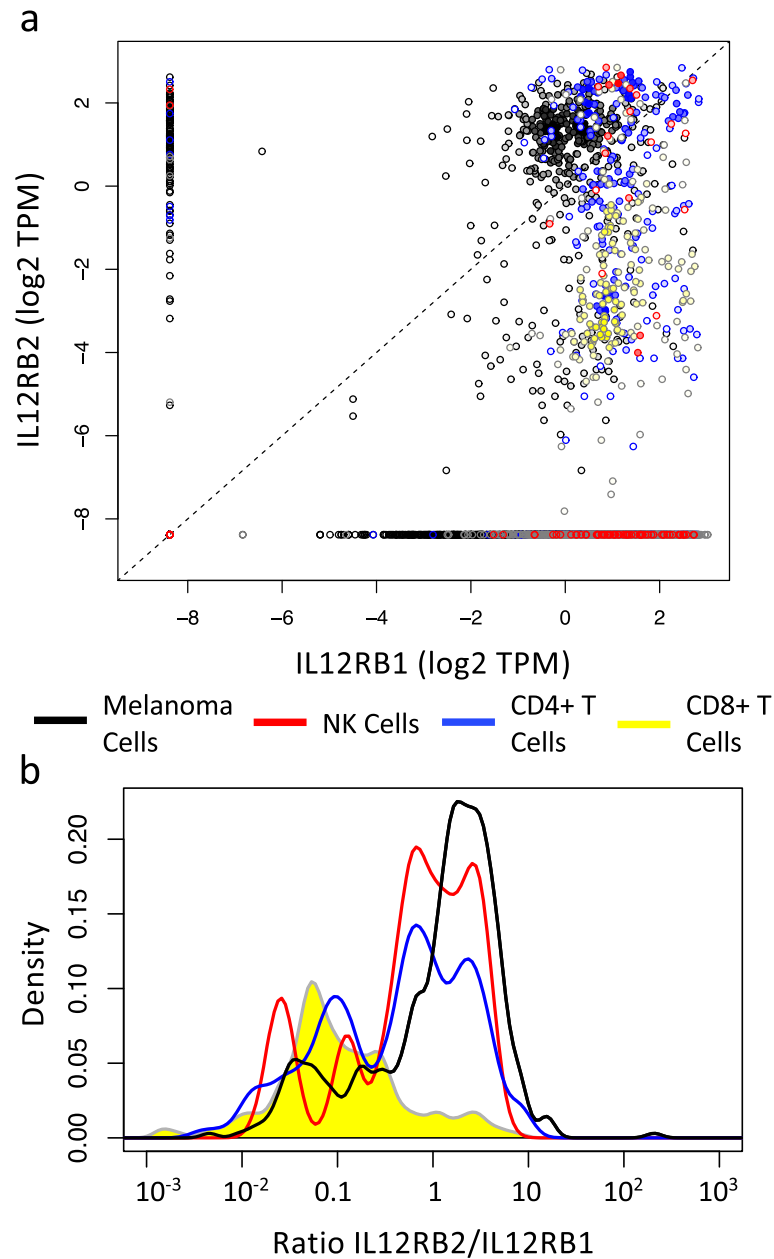 a
IL12RB2 (log2 TPM)
2
0
−2
−4
−6
−8
−8 −6 −4 −2 0 2
IL12RB1 (log2 TPM)
Melanoma
Cells
NK Cells
CD4+ T
Cells
CD8+ T
Cells
b
Density
0.20
0.15
0.10
0.05
0.00
10-3 10-2 0.1 1 10 102 103
Ratio IL12RB2/IL12RB1